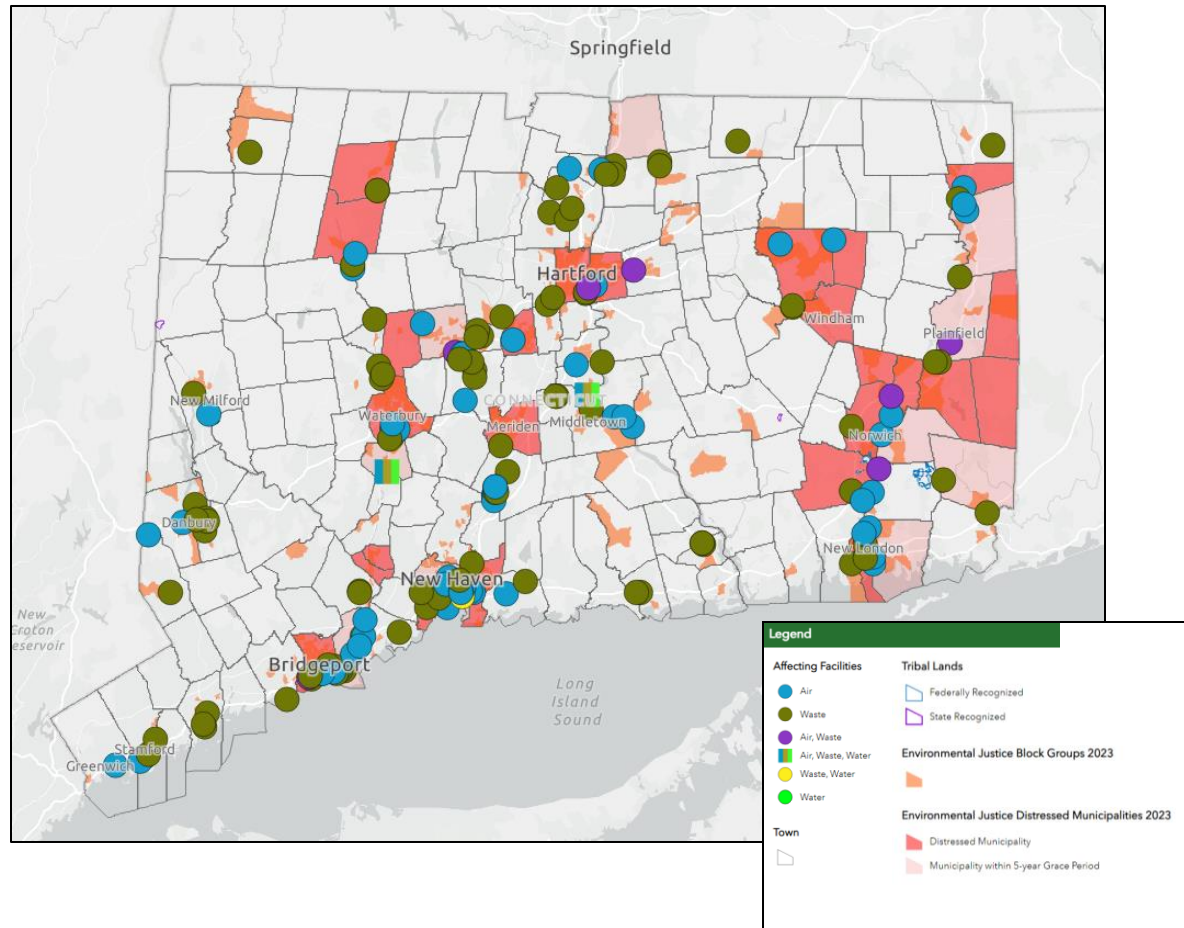 Springfield
Hartford
Windham
Plainfield
New Milford
CONNECTICUT
Waterbury
Meriden
Middletown
Norwich
Danbury
New London
New Haven
New
Croton
eservoir
Bridgeport
Long
Island
Sound
Stamford
Greenwich
Legend
Affecting Facilities
Air
Waste
Air, Waste
Air, Waste, Water
Waste, Water
Water
Town
Tribal Lands
Federally Recognized
State Recognized
Environmental Justice Block Groups 2023
Environmental Justice Distressed Municipalities 2023
Distressed Municipality
Municipality within 5-year Grace Period